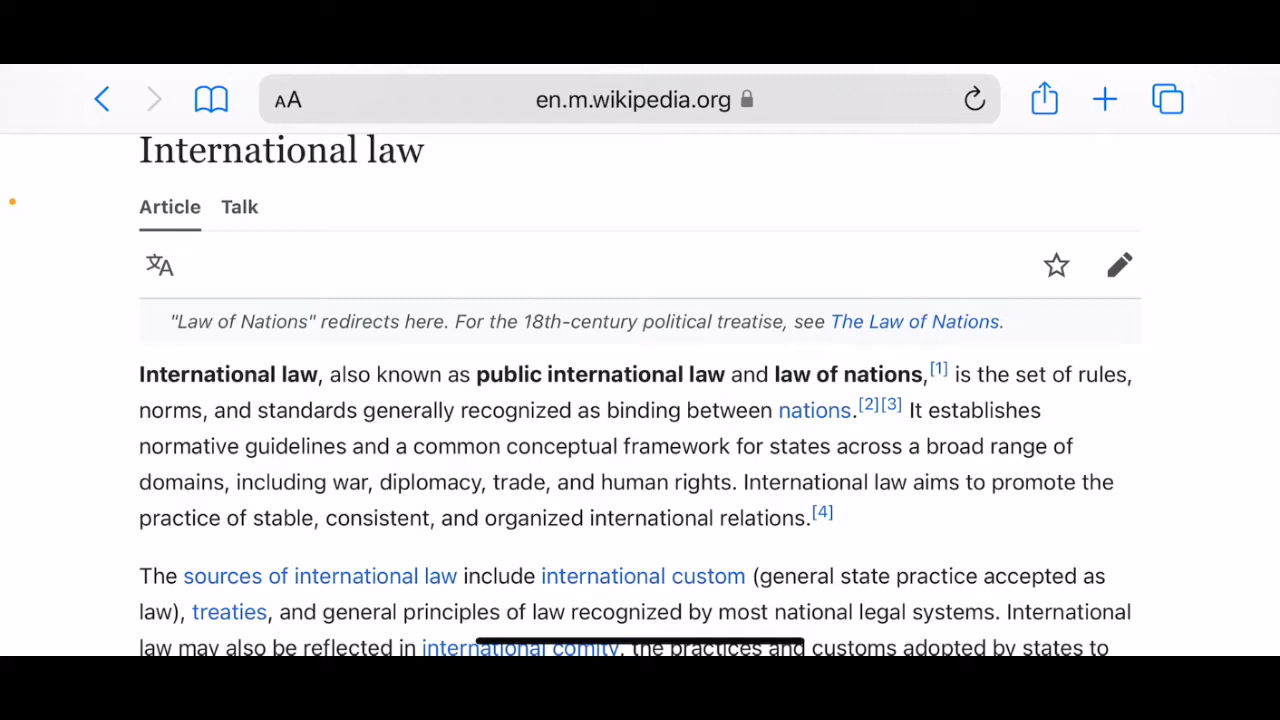 AA en.m.wikipedia.org
International law
Article Talk
"Law of Nations" redirects here. For the 18th-century political treatise, see The Law of Nations.
International law, also known as public international law and law of nations,[1] is the set of rules,
norms, and standards generally recognized as binding between nations.[2][3] It establishes
normative guidelines and a common conceptual framework for states across a broad range of
domains, including war, diplomacy, trade, and human rights. International law aims to promote the
practice of stable, consistent, and organized international relations.[4]
The sources of international law include international custom (general state practice accepted as
law), treaties, and general principles of law recognized by most national legal systems. International
law may also be reflected in international comity, the practices and customs adopted by states to